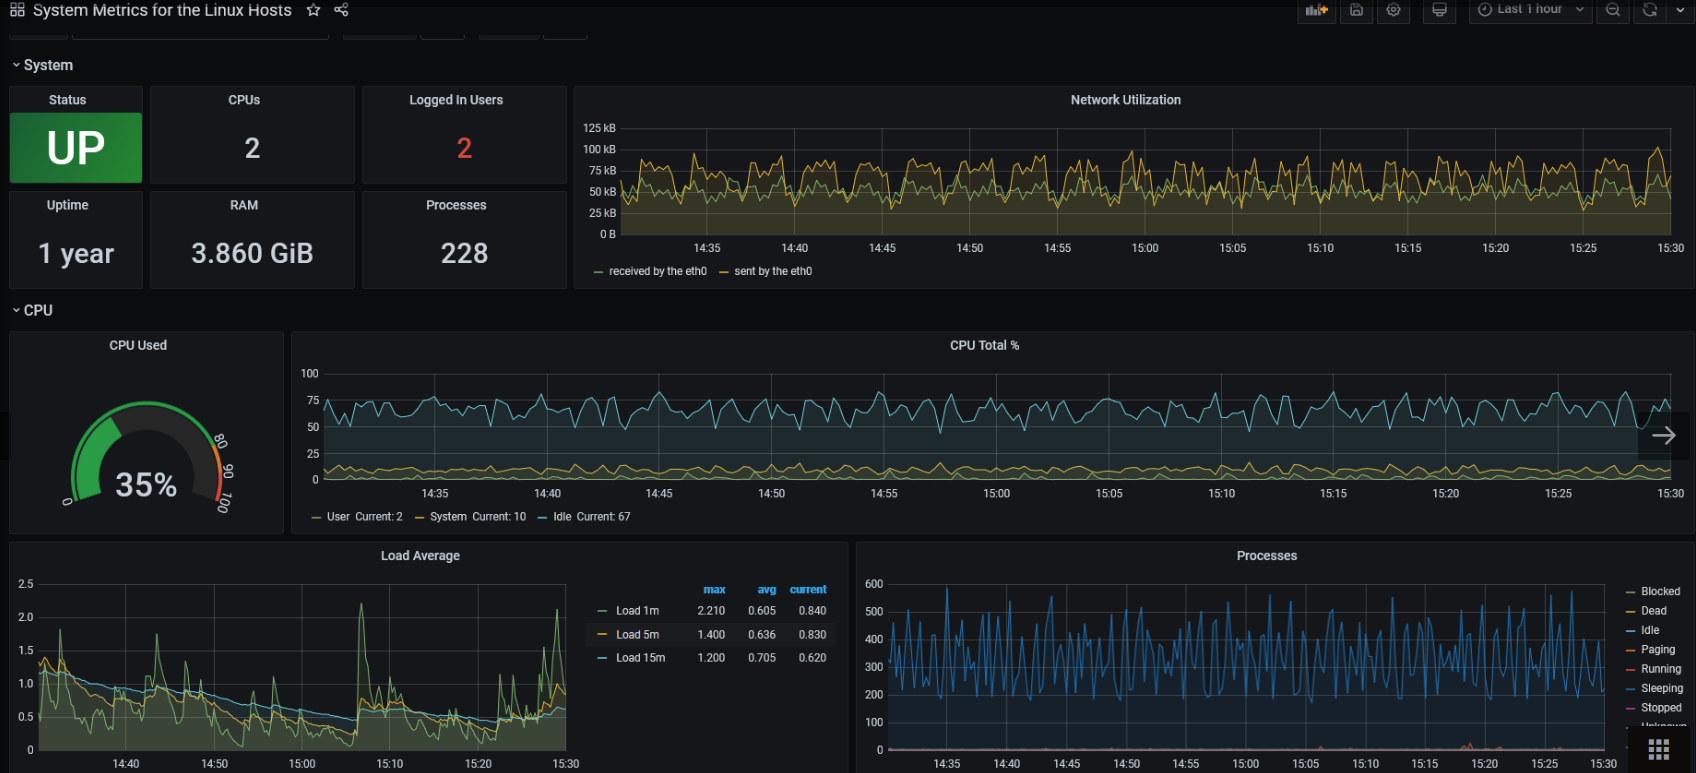 System Metrics for the Linux Hosts
Last 1 hour
System
Status
UP
CPUs
2
Logged In Users
2
Uptime
1 year
RAM
3.860 GiB
Processes
228
Network Utilization
125 kB
100 kB
75 kB
50 kB
25 kB
0 B
14:35 14:40 14:45 14:50 14:55 15:00 15:05 15:10 15:15 15:20 15:25 15:30
received by the eth0 sent by the eth0
CPU
CPU Used
0 80 90 100
35%
CPU Total %
100
75
50
25
0
14:35 14:40 14:45 14:50 14:55 15:00 15:05 15:10 15:15 15:20 15:25 15:30
User Current: 2 System Current: 10 Idle Current: 67
Load Average
2.5
2.0
1.5
1.0
0.5
0
14:40 14:50 15:00 15:10 15:20 15:30
max avg current
Load 1m 2.210 0.605 0.840
Load 5m 1.400 0.636 0.830
Load 15m 1.200 0.705 0.620
Processes
600
500
400
300
200
100
0
14:35 14:40 14:45 14:50 14:55 15:00 15:05 15:10 15:15 15:20 15:25 15:30
Blocked
Dead
Idle
Paging
Running
Sleeping
Stopped